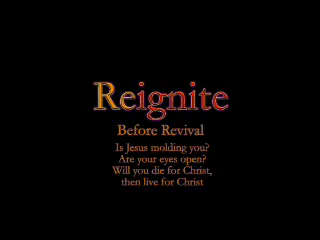 Reignite
Before Revival
Is Jesus molding you?
Are your eyes open?
Will you die for Christ,
then live for Christ